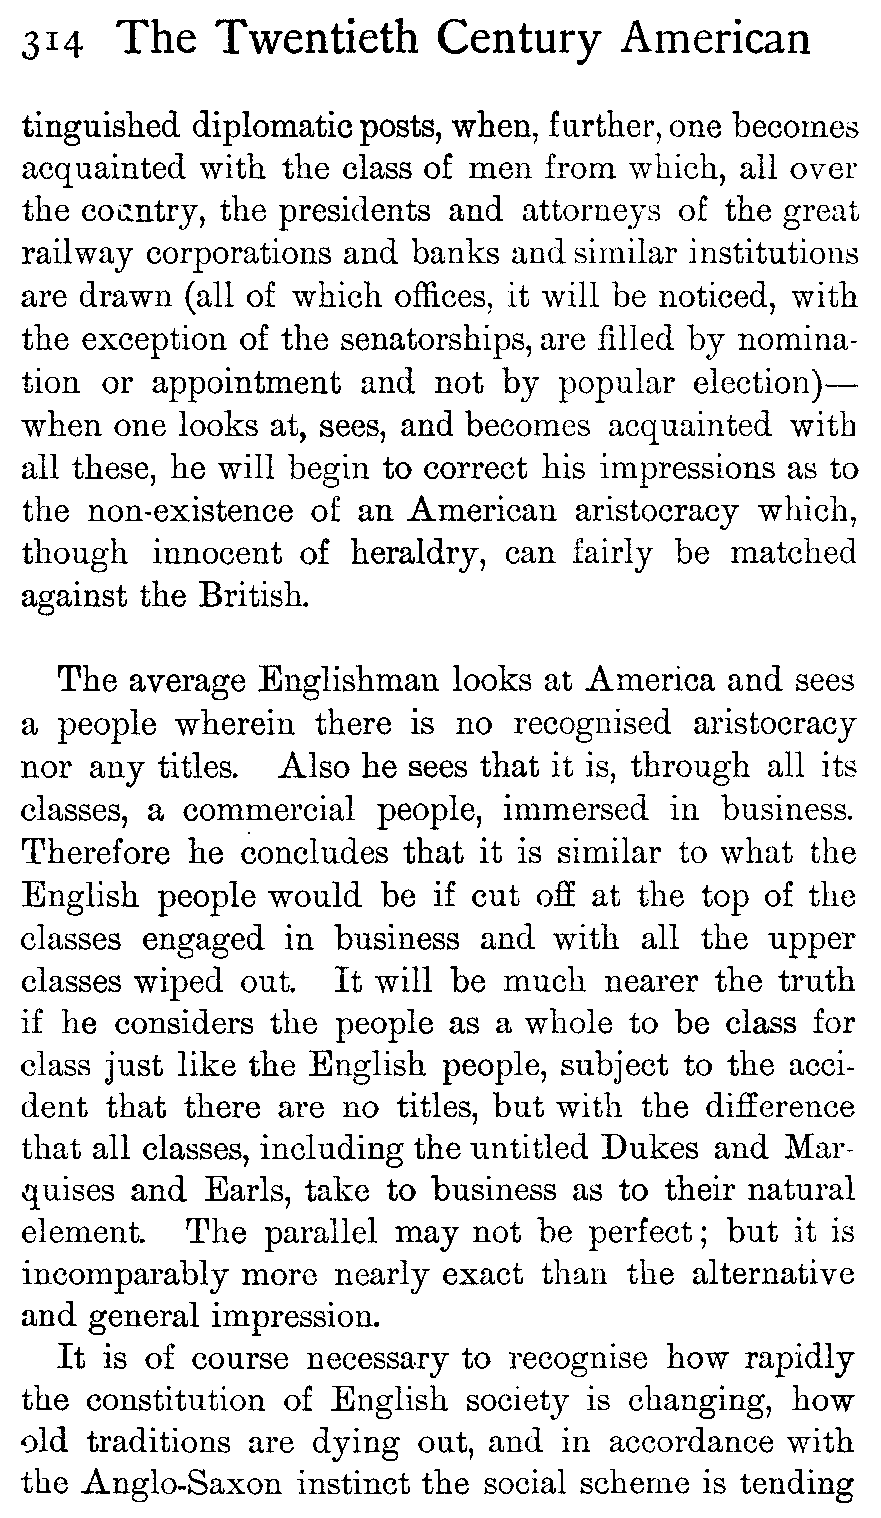 314 The Twentieth Century American
tinguished diplomatic posts, when, further, one becomes
acquainted with the class of men from which, all over
the country, the presidents and attorneys of the great
railway corporations and banks and similar institutions
are drawn (all of which offices, it will be noticed, with
the exception of the senatorships, are filled by nomina-
tion or appointment and not by popular election)—
when one looks at, sees, and becomes acquainted with
all these, he will begin to correct his impressions as to
the non-existence of an American aristocracy which,
though innocent of heraldry, can fairly be matched
against the British.
The average Englishman looks at America and sees
a people wherein there is no recognised aristocracy
nor any titles. Also he sees that it is, through all its
classes, a commercial people, immersed in business.
Therefore he concludes that it is similar to what the
English people would be if cut off at the top of the
classes engaged in business and with all the upper
classes wiped out. It will be much nearer the truth
if he considers the people as a whole to be class for
class just like the English people, subject to the acci-
dent that there are no titles, but with the difference
that all classes, including the untitled Dukes and Mar-
quises and Earls, take to business as to their natural
element. The parallel may not be perfect; but it is
incomparably more nearly exact than the alternative
and general impression.
It is of course necessary to recognise how rapidly
the constitution of English society is changing, how
old traditions are dying out, and in accordance with
the Anglo-Saxon instinct the social scheme is tending